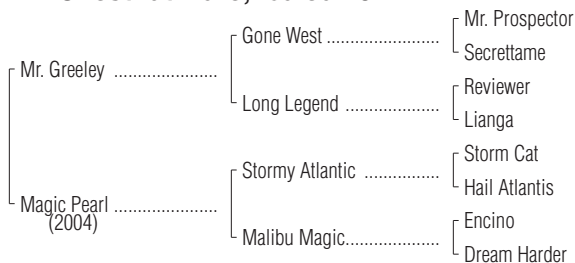 Mr. Prospector
Gone West ........................
Secrettame
Mr. Greeley ......................
Reviewer
Long Legend ....................
Lianga
Storm Cat
Stormy Atlantic ................
Hail Atlantis
Magic Pearl ......................
(2004)
Encino
Malibu Magic....................
Dream Harder